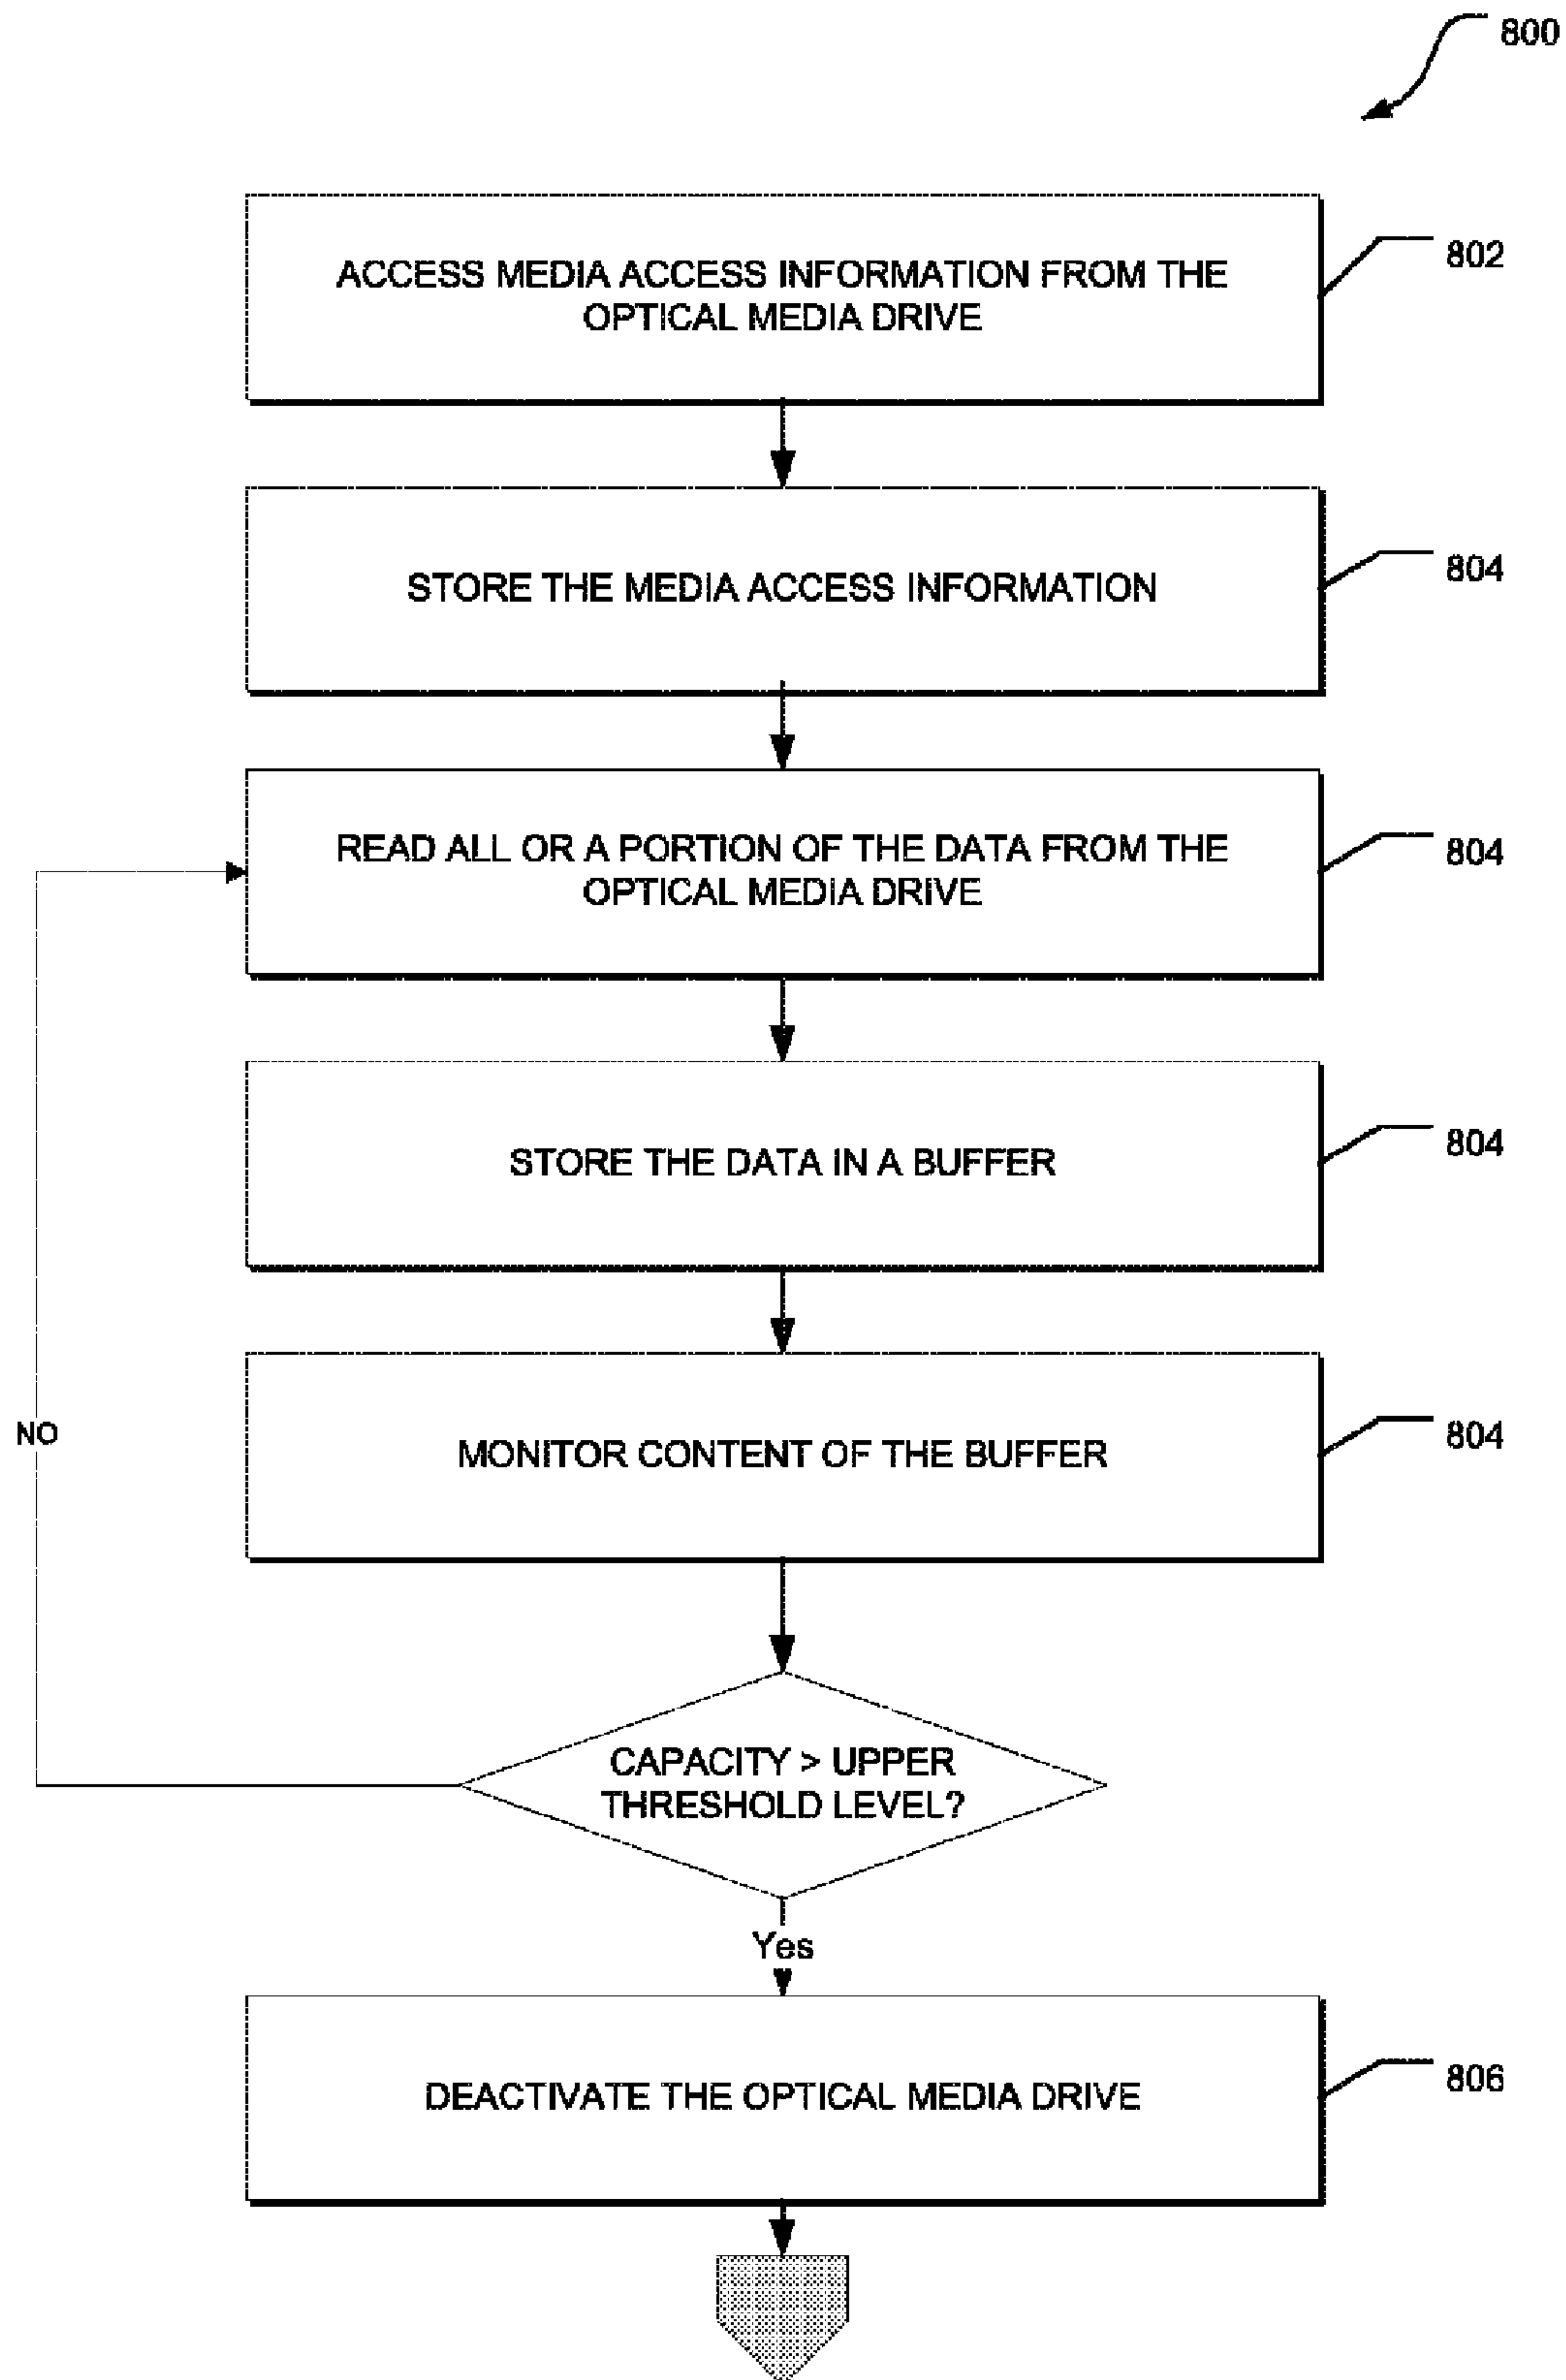 800
ACCESS MEDIA ACCESS INFORMATION FROM THE
OPTICAL MEDIA DRIVE
802
STORE THE MEDIA ACCESS INFORMATION
804
READ ALL OR A PORTION OF THE DATA FROM THE
OPTICAL MEDIA DRIVE
804
STORE THE DATA IN A BUFFER
804
MONITOR CONTENT OF THE BUFFER
804
NO
CAPACITY > UPPER
THRESHOLD LEVEL?
Yes
DEACTIVATE THE OPTICAL MEDIA DRIVE
806